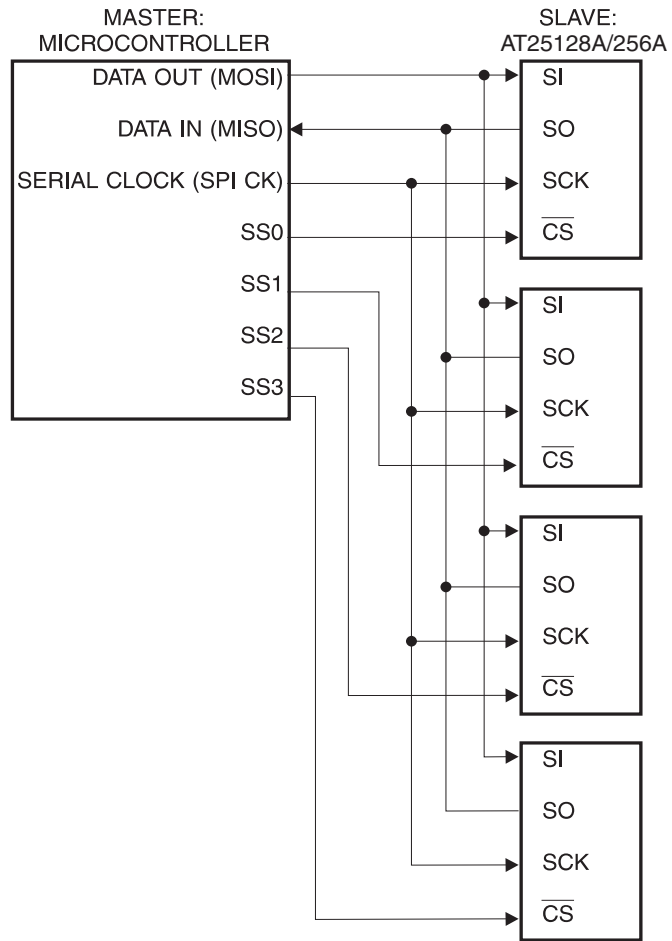 MASTER:
MICROCONTROLLER
DATA OUT (MOSI)
DATA IN (MISO)
SERIAL CLOCK (SPI CK)
SS0
SS1
SS2
SS3
SLAVE:
AT25128A/256A
SI
SO
SCK
CS
SI
SO
SCK
CS
SI
SO
SCK
CS
SI
SO
SCK
CS